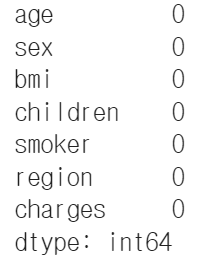 age 0
sex 0
bmi 0
children 0
smoker 0
region 0
charges 0
dtype: int64